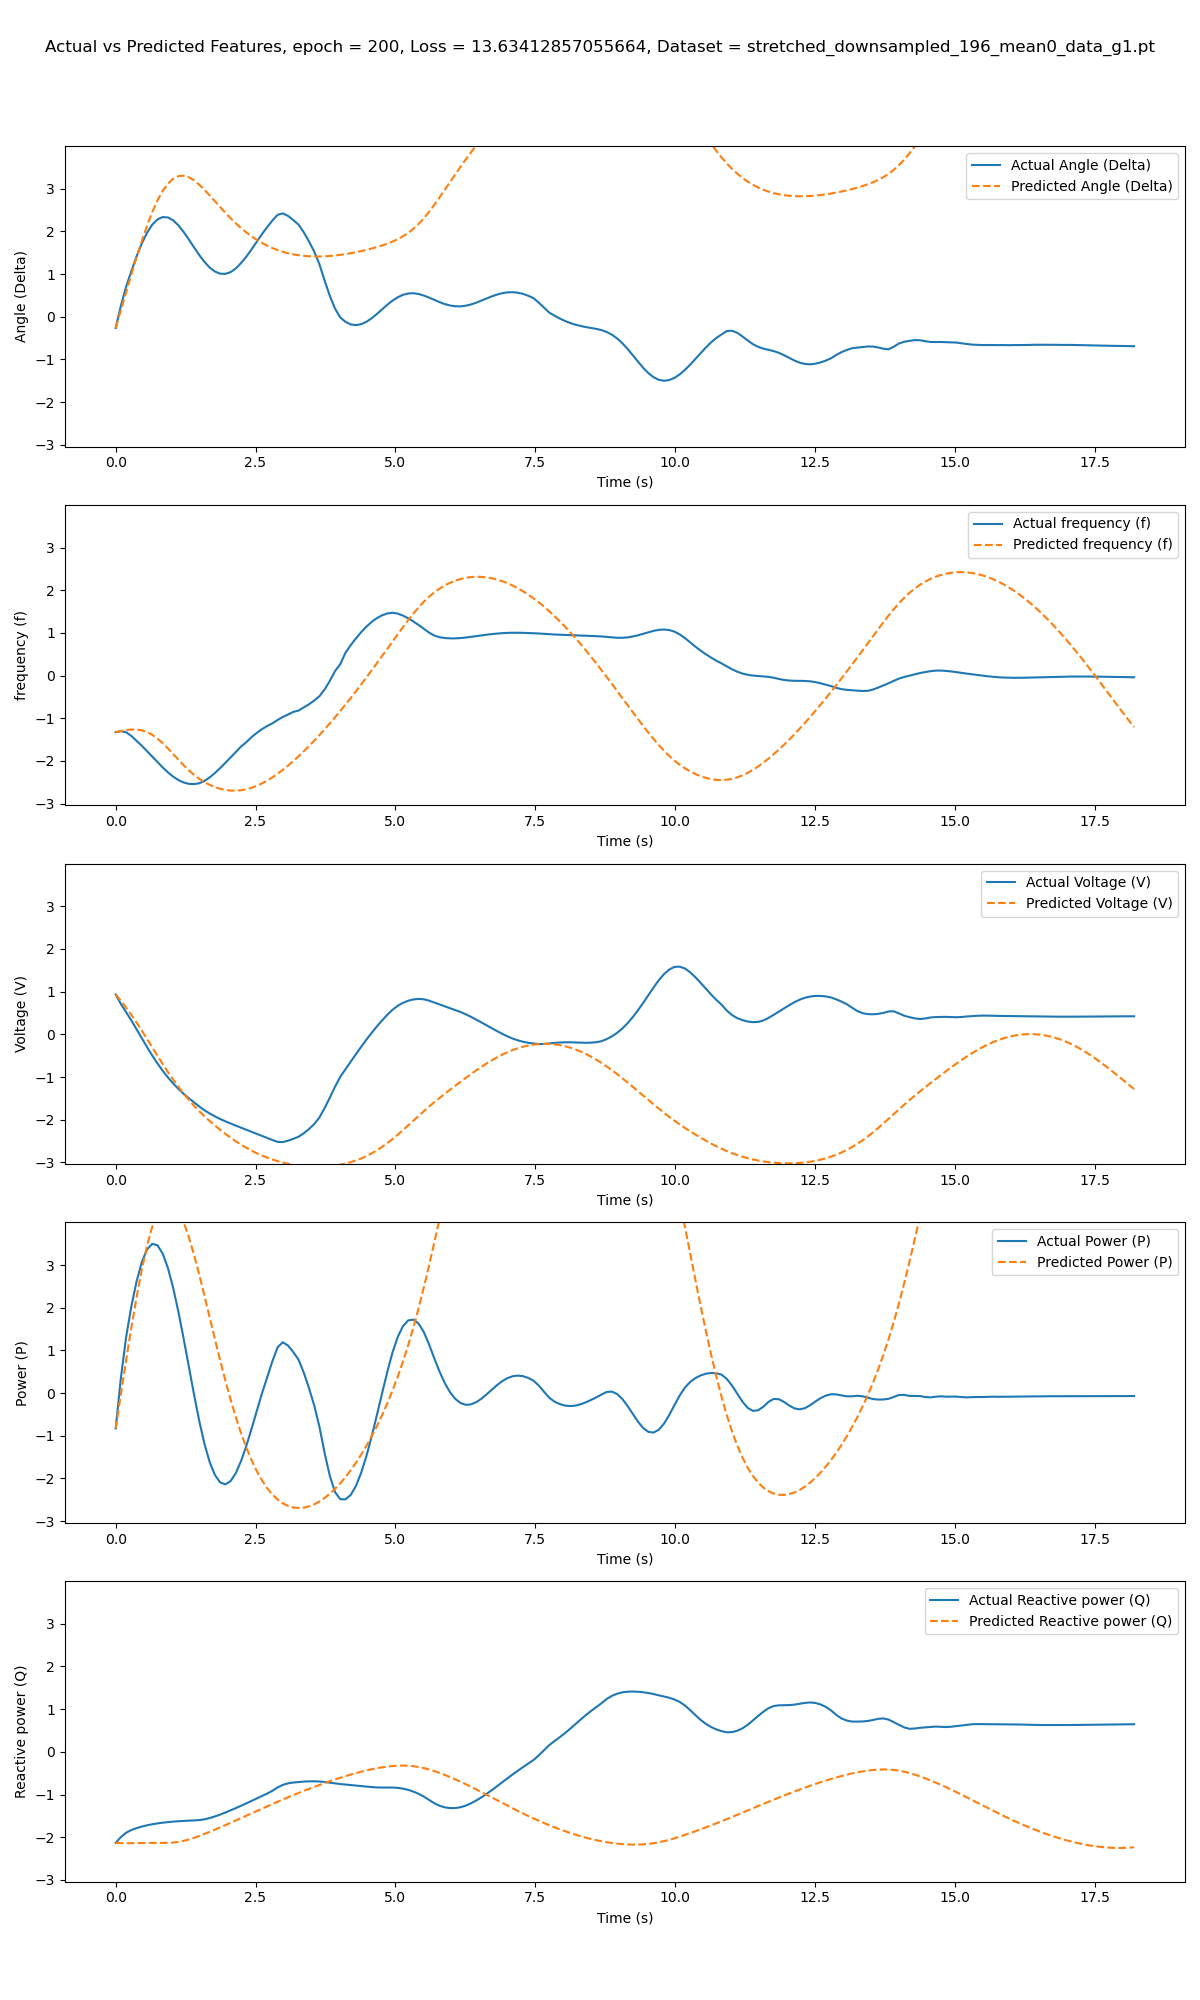 Actual vs Predicted Features, epoch = 200, Loss = 13.63412857055664, Dataset = stretched_downsampled_196_mean0_data_g1.pt
Actual Angle (Delta)
Predicted Angle (Delta)
Angle (Delta)
3
2
1
0
−1
−2
−3
0.0 2.5 5.0 7.5 10.0 12.5 15.0 17.5
Time (s)
Actual frequency (f)
Predicted frequency (f)
frequency (f)
3
2
1
0
−1
−2
−3
0.0 2.5 5.0 7.5 10.0 12.5 15.0 17.5
Time (s)
Actual Voltage (V)
Predicted Voltage (V)
Voltage (V)
3
2
1
0
−1
−2
−3
0.0 2.5 5.0 7.5 10.0 12.5 15.0 17.5
Time (s)
Actual Power (P)
Predicted Power (P)
Power (P)
3
2
1
0
−1
−2
−3
0.0 2.5 5.0 7.5 10.0 12.5 15.0 17.5
Time (s)
Actual Reactive power (Q)
Predicted Reactive power (Q)
Reactive power (Q)
3
2
1
0
−1
−2
−3
0.0 2.5 5.0 7.5 10.0 12.5 15.0 17.5
Time (s)